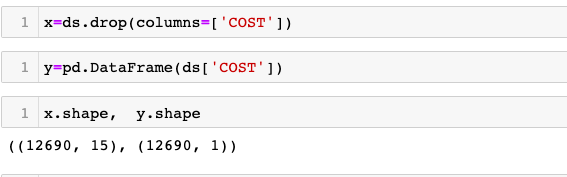 1 x=ds.drop(columns=['COST'])
1 y=pd.DataFrame(ds['COST'])
1 x.shape,  y.shape
((12690, 15), (12690, 1))